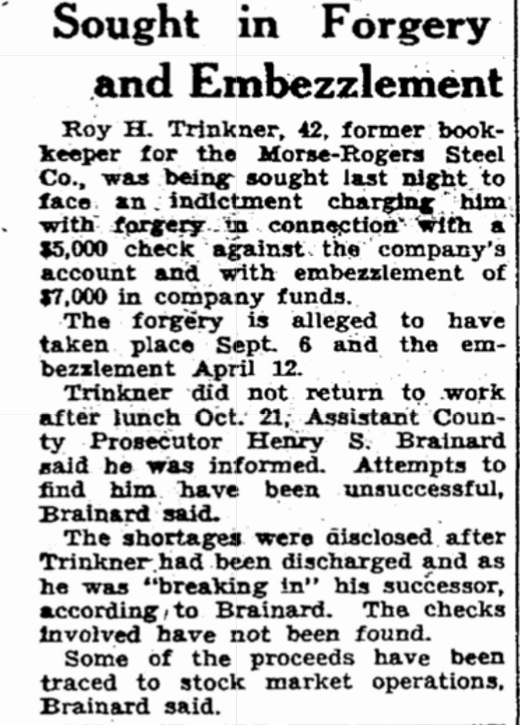 Sought in Forgery
and Embezzlement
Roy H. Trinkner, 42, former book-
keeper for the Morse-Rogers Steel
Co., was being sought last night to
face an indictment charging him
with forgery in connection with a
$5,000 check against the company's
account and with embezzlement of
$7,000 in company funds.
The forgery is alleged to have
taken place Sept. 6 and the em-
bezzlement April 12.
Trinkner did not return to work
after lunch Oct. 21, Assistant Coun-
ty Prosecutor Henry S. Brainard
said he was informed. Attempts to
find him have been unsuccessful,
Brainard said.
The shortages were disclosed after
Trinkner had been discharged and as
he was "breaking in" his successor,
according to Brainard. The checks
involved have not been found.
Some of the proceeds have been
traced to stock market operations,
Brainard said.